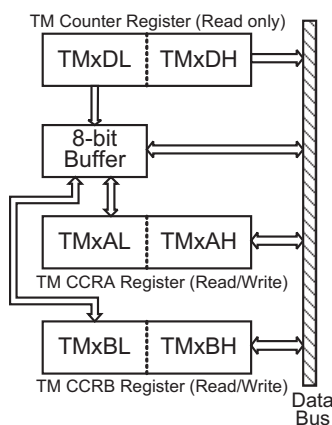 TM Counter Register (Read only)
TMxDL TMxDH
8-bit
Buffer
TMxAL TMxAH
TM CCRA Register (Read/Write)
TMxBL TMxBH
TM CCRB Register (Read/Write)
Data
Bus